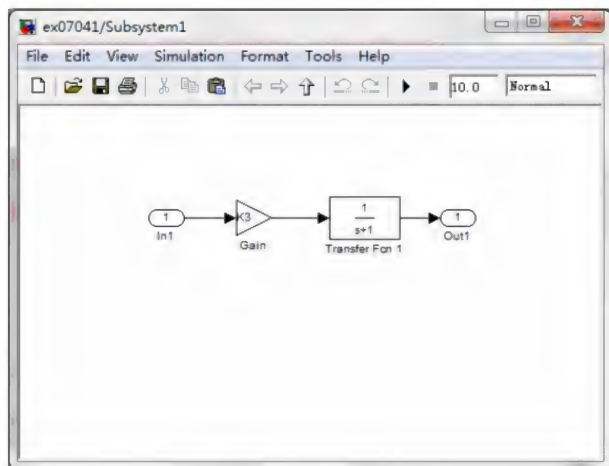 ex07041/Subsystem1
File Edit View Simulation Format Tools Help
10.0 Normal
1 K3 1 1
s+1
In1 Gain Transfer Fcn 1 Out1